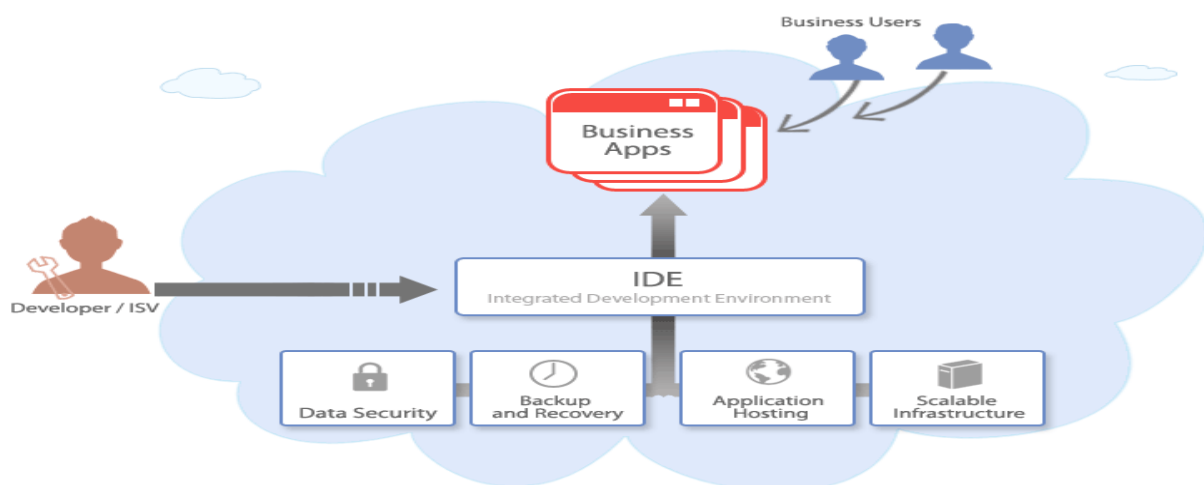 Business Users
Business
Apps
IDE
Integrated Development Environment
Developer / ISV
Data Security
Backup
and Recovery
Application
Hosting
Scalable
Infrastructure